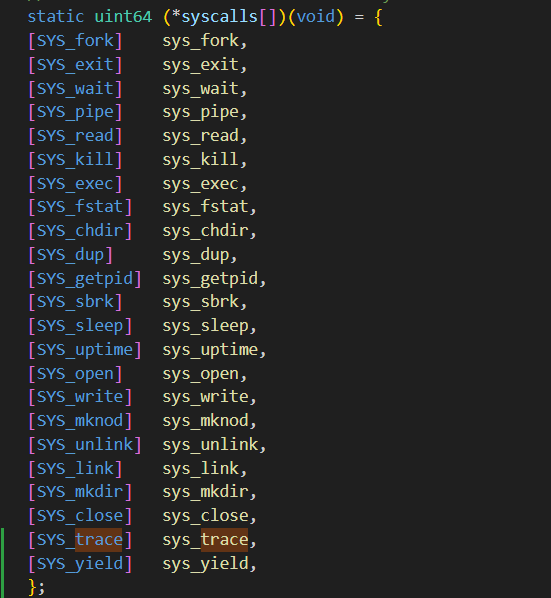 static uint64 (*syscalls[])(void) = {
[SYS_fork]    sys_fork,
[SYS_exit]    sys_exit,
[SYS_wait]    sys_wait,
[SYS_pipe]    sys_pipe,
[SYS_read]    sys_read,
[SYS_kill]    sys_kill,
[SYS_exec]    sys_exec,
[SYS_fstat]   sys_fstat,
[SYS_chdir]   sys_chdir,
[SYS_dup]     sys_dup,
[SYS_getpid]  sys_getpid,
[SYS_sbrk]    sys_sbrk,
[SYS_sleep]   sys_sleep,
[SYS_uptime]  sys_uptime,
[SYS_open]    sys_open,
[SYS_write]   sys_write,
[SYS_mknod]   sys_mknod,
[SYS_unlink]  sys_unlink,
[SYS_link]    sys_link,
[SYS_mkdir]   sys_mkdir,
[SYS_close]   sys_close,
[SYS_trace]   sys_trace,
[SYS_yield]   sys_yield,
};